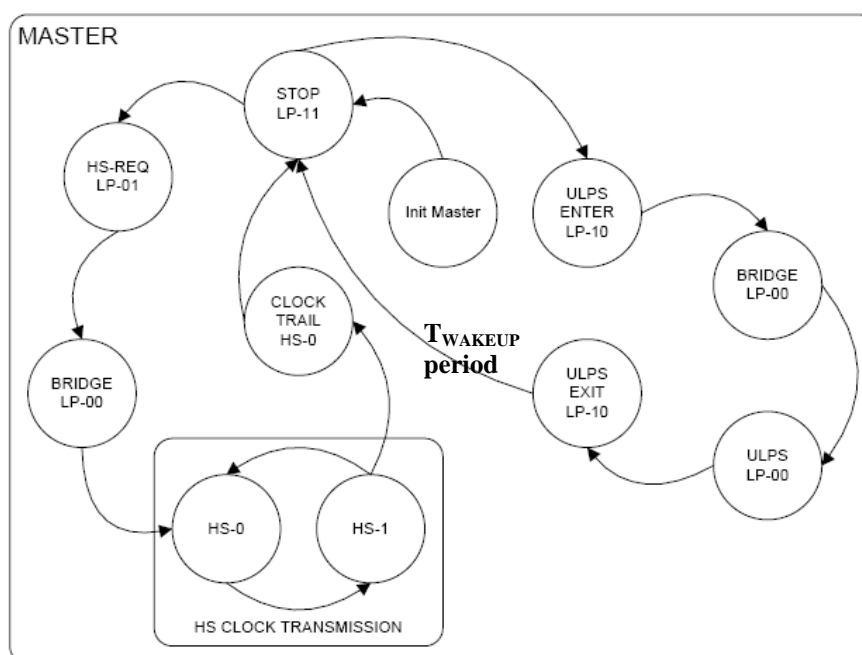 MASTER
STOP
LP-11
HS-REQ
LP-01
Init Master
ULPS
ENTER
LP-10
BRIDGE
LP-00
CLOCK
TRAIL
HS-0
TWAKEUP
period
BRIDGE
LP-00
ULPS
EXIT
LP-10
ULPS
LP-00
HS-0
HS-1
HS CLOCK TRANSMISSION